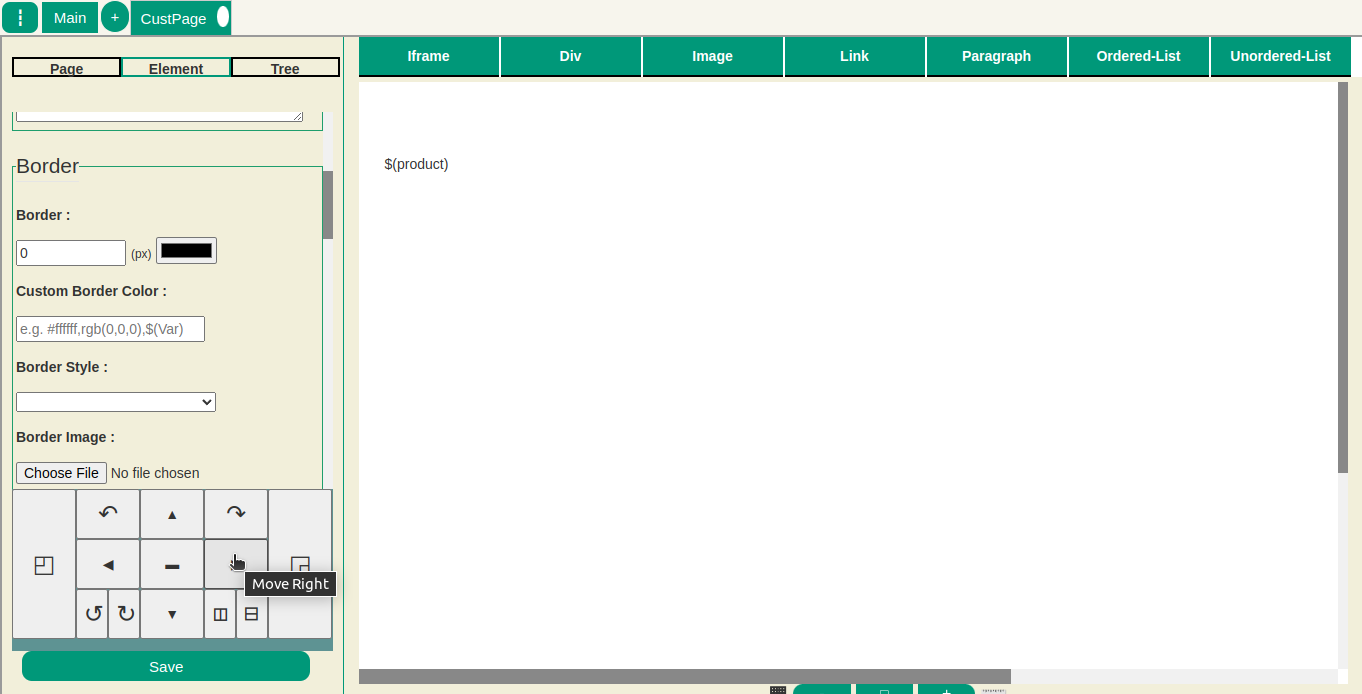 Main + CustPage
Page Element Tree
Iframe Div Image Link Paragraph Ordered-List Unordered-List
Border
Border :
0 (px)
Custom Border Color :
e.g. #ffffff,rgb(0,0,0),$(Var)
Border Style :
Border Image :
Choose File No file chosen
Move Right
Save
$(product)